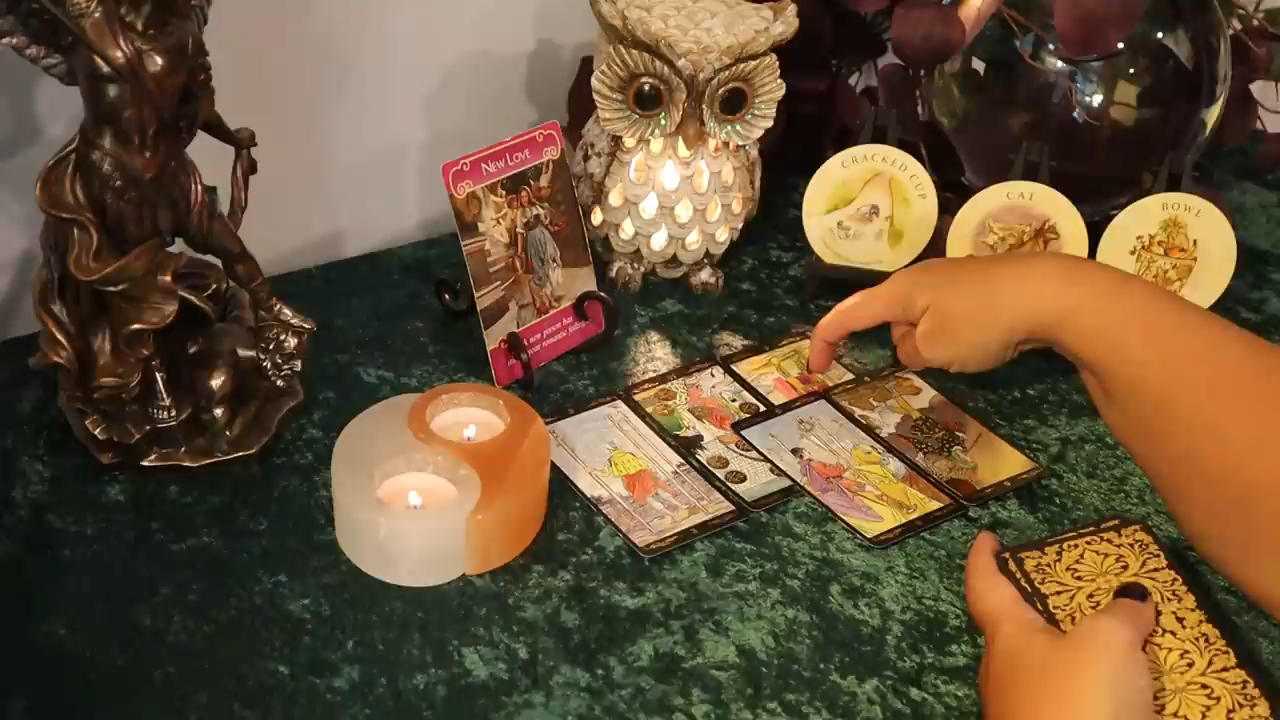 NEW LOVE
A new person has
your romantic feelings
CRACKED CUP
CAT
BOWL